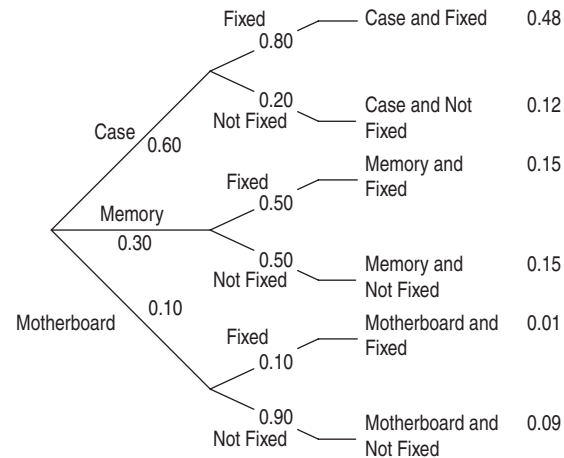 Fixed
0.80
Case and Fixed 0.48
0.20
Not Fixed
Case and Not 0.12
Fixed
Case
0.60
Fixed
0.50
Memory and 0.15
Fixed
Memory
0.30
0.50
Not Fixed
Memory and 0.15
Not Fixed
0.10
Motherboard
Fixed
0.10
Motherboard and 0.01
Fixed
0.90
Not Fixed
Motherboard and 0.09
Not Fixed